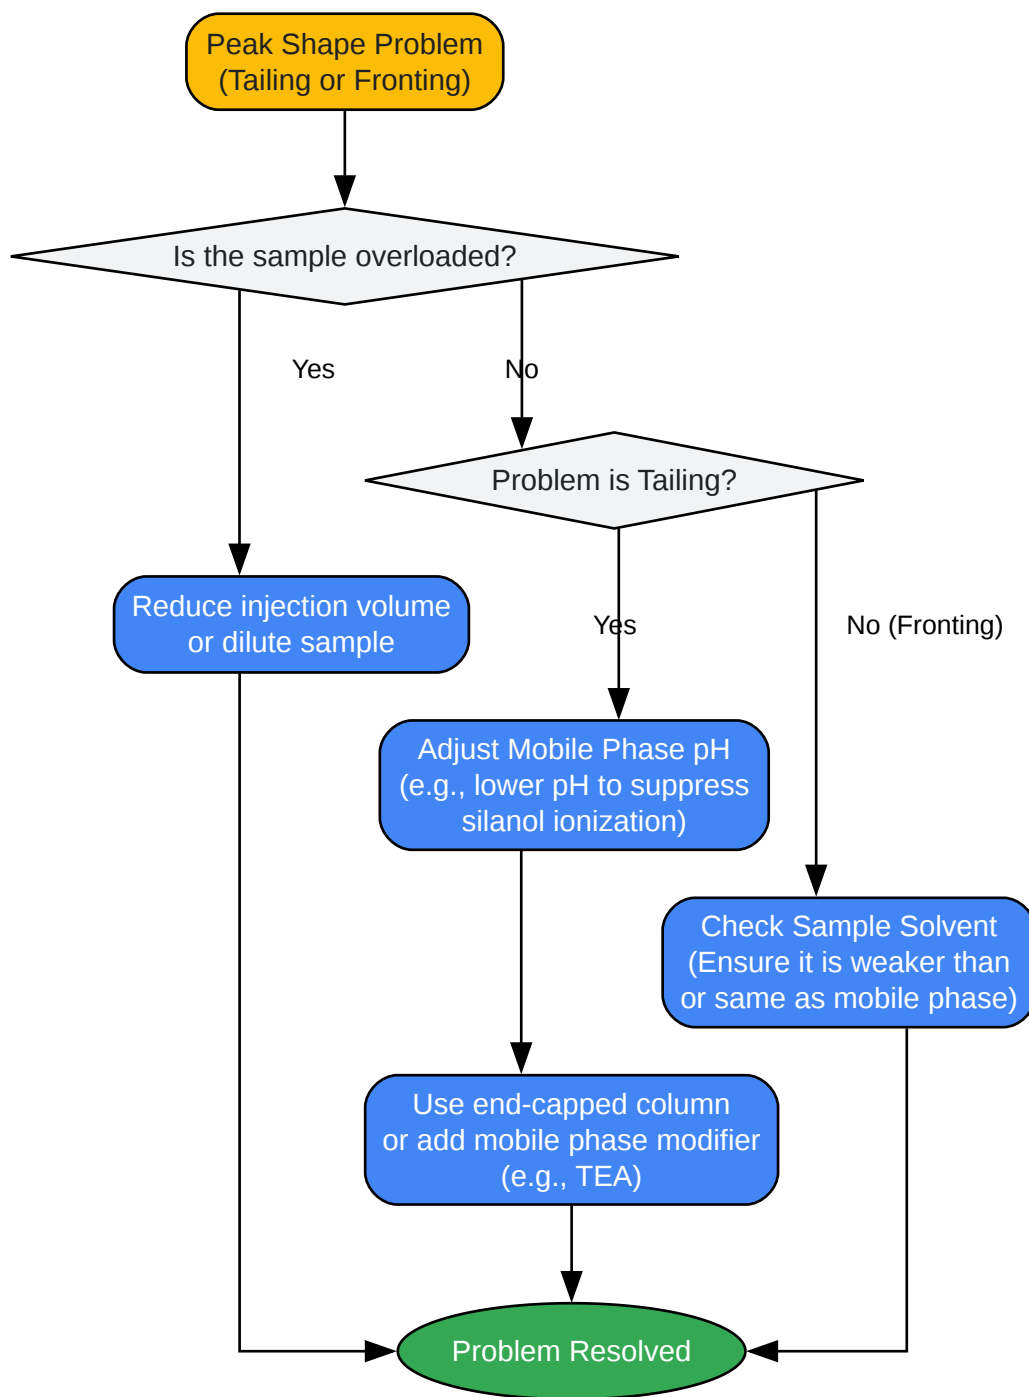 Peak Shape Problem
(Tailing or Fronting)
Is the sample overloaded?
Yes
No
Problem is Tailing?
Reduce injection volume
or dilute sample
Yes
No (Fronting)
Adjust Mobile Phase pH
(e.g., lower pH to suppress
silanol ionization)
Check Sample Solvent
(Ensure it is weaker than
or same as mobile phase)
Use end-capped column
or add mobile phase modifier
(e.g., TEA)
Problem Resolved